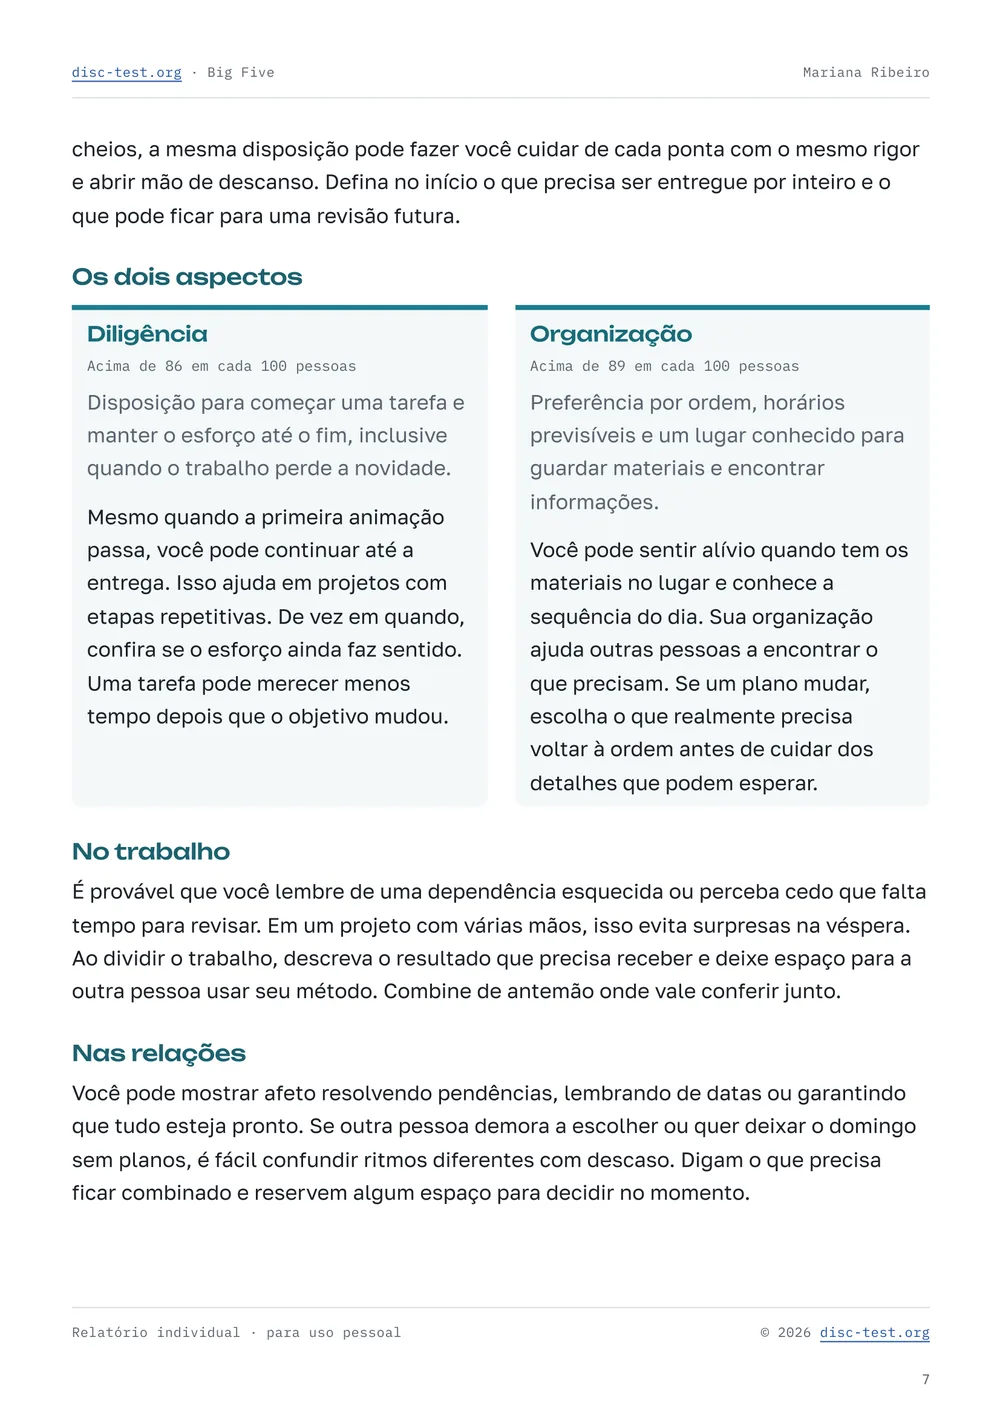 disc-test.org · Big Five
Mariana Ribeiro
cheios, a mesma disposição pode fazer você cuidar de cada ponta com o mesmo rigor
e abrir mão de descanso. Defina no início o que precisa ser entregue por inteiro e o
que pode ficar para uma revisão futura.
Os dois aspectos
Diligência
Acima de 86 em cada 100 pessoas
Disposição para começar uma tarefa e
manter o esforço até o fim, inclusive
quando o trabalho perde a novidade.
Mesmo quando a primeira animação
passa, você pode continuar até a
entrega. Isso ajuda em projetos com
etapas repetitivas. De vez em quando,
confira se o esforço ainda faz sentido.
Uma tarefa pode merecer menos
tempo depois que o objetivo mudou.
Organização
Acima de 89 em cada 100 pessoas
Preferência por ordem, horários
previsíveis e um lugar conhecido para
guardar materiais e encontrar
informações.
Você pode sentir alívio quando tem os
materiais no lugar e conhece a
sequência do dia. Sua organização
ajuda outras pessoas a encontrar o
que precisam. Se um plano mudar,
escolha o que realmente precisa
voltar à ordem antes de cuidar dos
detalhes que podem esperar.
No trabalho
É provável que você lembre de uma dependência esquecida ou perceba cedo que falta
tempo para revisar. Em um projeto com várias mãos, isso evita surpresas na véspera.
Ao dividir o trabalho, descreva o resultado que precisa receber e deixe espaço para a
outra pessoa usar seu método. Combine de antemão onde vale conferir junto.
Nas relações
Você pode mostrar afeto resolvendo pendências, lembrando de datas ou garantindo
que tudo esteja pronto. Se outra pessoa demora a escolher ou quer deixar o domingo
sem planos, é fácil confundir ritmos diferentes com descaso. Digam o que precisa
ficar combinado e reservem algum espaço para decidir no momento.
Relatório individual · para uso pessoal
© 2026 disc-test.org
7